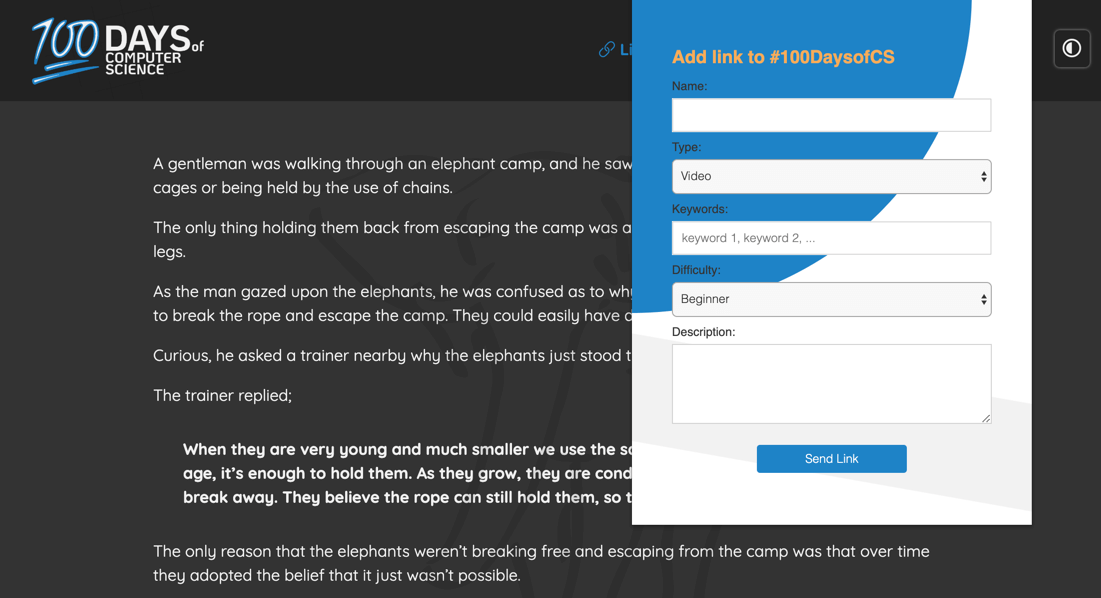 100 DAYS of
COMPUTER
SCIENCE
Add link to #100DaysofCS
Name:
Type:
Video
Keywords:
keyword 1, keyword 2, ...
Difficulty:
Beginner
Description:
Send Link
A gentleman was walking through an elephant camp, and he saw
cages or being held by the use of chains.
The only thing holding them back from escaping the camp was a
legs.
As the man gazed upon the elephants, he was confused as to why
to break the rope and escape the camp. They could easily have d
Curious, he asked a trainer nearby why the elephants just stood t
The trainer replied;
When they are very young and much smaller we use the sa
age, it’s enough to hold them. As they grow, they are cond
break away. They believe the rope can still hold them, so t
The only reason that the elephants weren’t breaking free and escaping from the camp was that over time
they adopted the belief that it just wasn’t possible.